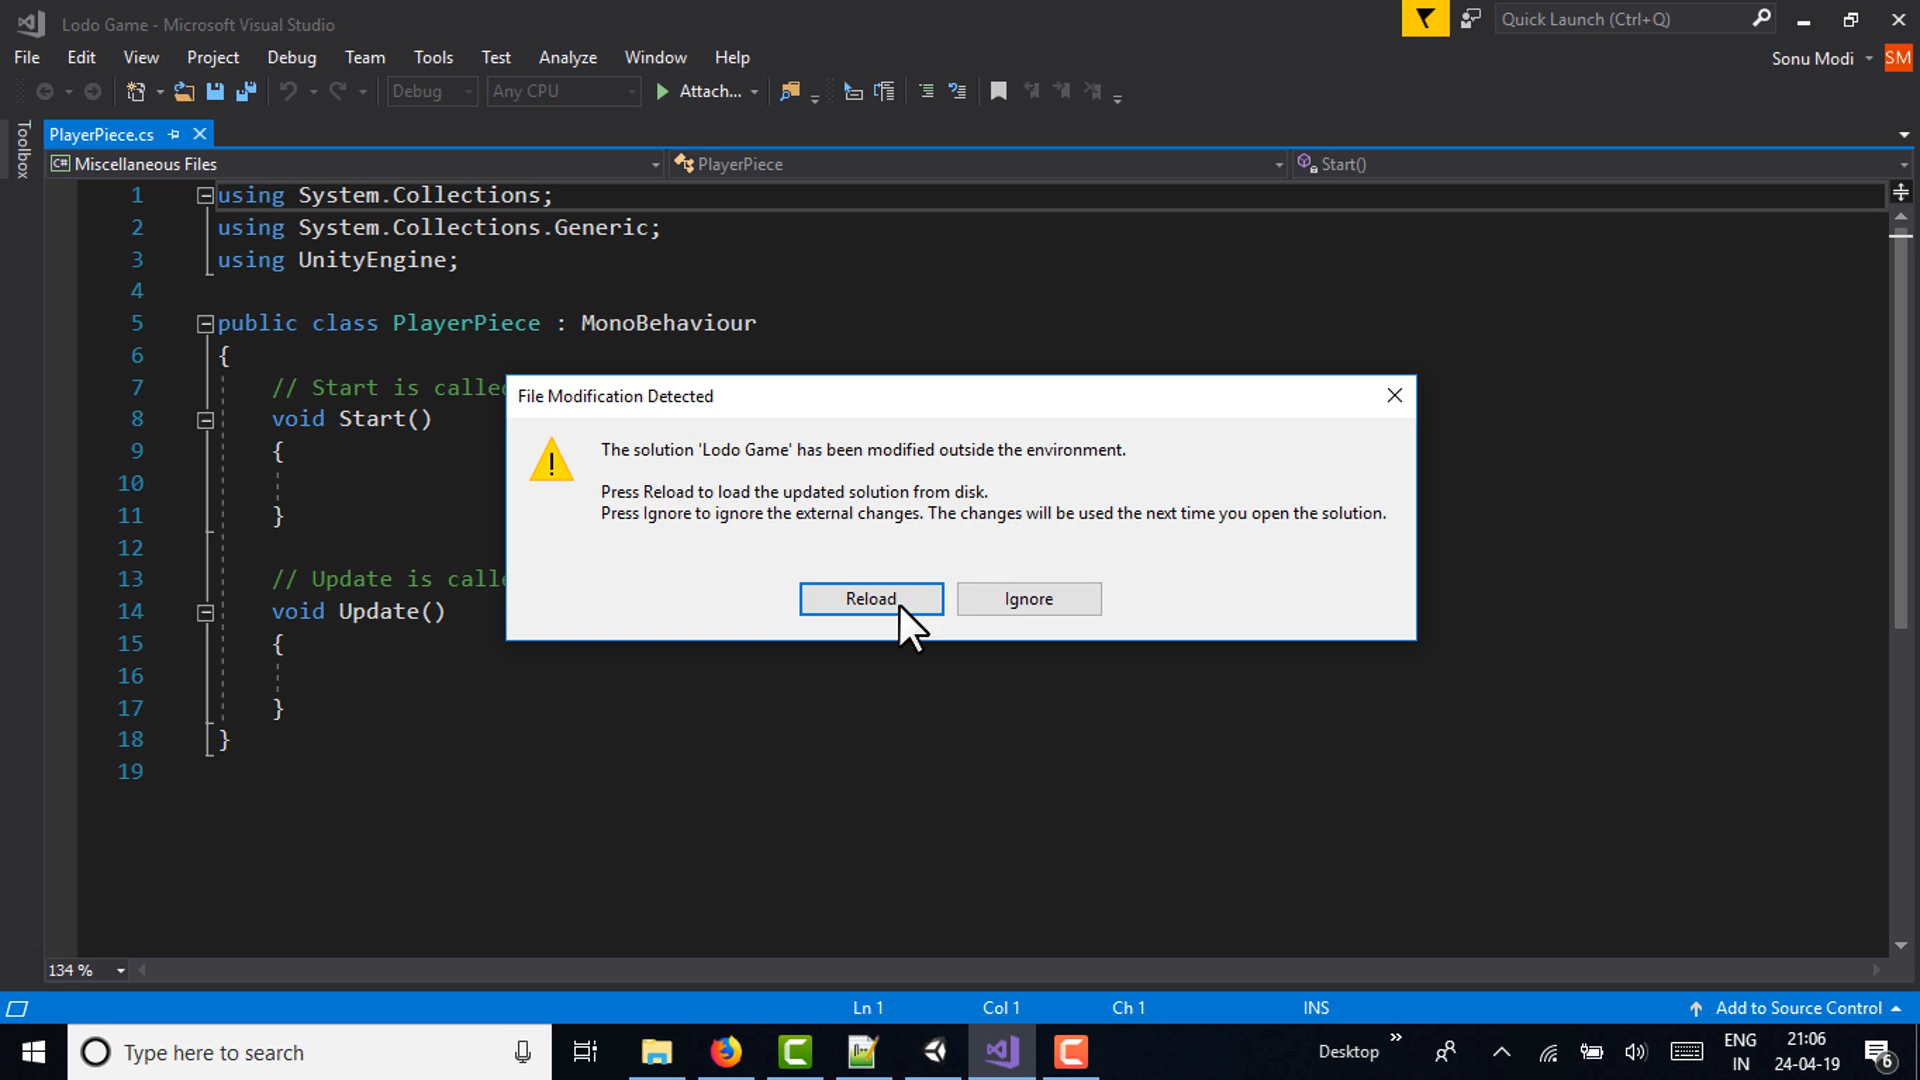 Lodo Game - Microsoft Visual Studio
Quick Launch (Ctrl+Q)
File Edit View Project Debug Team Tools Test Analyze Window Help
Sonu Modi SM
Debug Any CPU Attach...
Toolbox
PlayerPiece.cs
C# Miscellaneous Files PlayerPiece Start()
1 using System.Collections;
2 using System.Collections.Generic;
3 using UnityEngine;
4
5 public class PlayerPiece : MonoBehaviour
6 {
7 // Start is called
8 void Start()
9 {
10
11 }
12
13 // Update is calle
14 void Update()
15 {
16
17 }
18 }
19
File Modification Detected
The solution 'Lodo Game' has been modified outside the environment.
Press Reload to load the updated solution from disk.
Press Ignore to ignore the external changes. The changes will be used the next time you open the solution.
Reload Ignore
134 %
Ln 1 Col 1 Ch 1 INS Add to Source Control
Type here to search
Desktop
ENG
IN
21:06
24-04-19
6